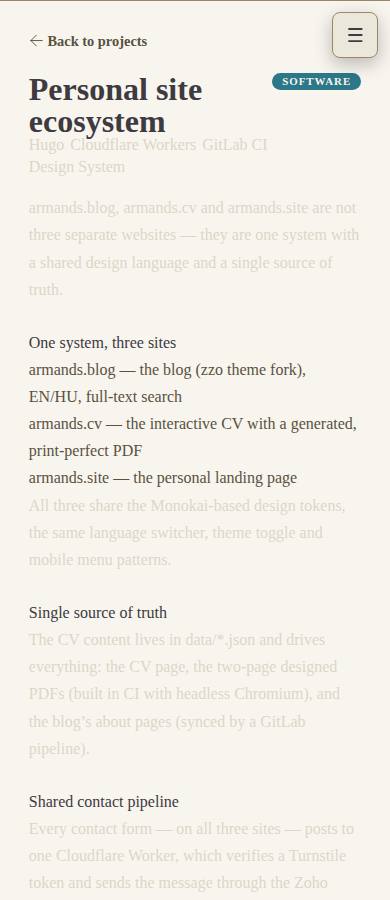 ← Back to projects
☰
Personal site
ecosystem
SOFTWARE
Hugo Cloudflare Workers GitLab CI
Design System
armands.blog, armands.cv and armands.site are not
three separate websites — they are one system with
a shared design language and a single source of
truth.
One system, three sites
armands.blog — the blog (zzo theme fork),
EN/HU, full-text search
armands.cv — the interactive CV with a generated,
print-perfect PDF
armands.site — the personal landing page
All three share the Monokai-based design tokens,
the same language switcher, theme toggle and
mobile menu patterns.
Single source of truth
The CV content lives in data/*.json and drives
everything: the CV page, the two-page designed
PDFs (built in CI with headless Chromium), and
the blog’s about pages (synced by a GitLab
pipeline).
Shared contact pipeline
Every contact form — on all three sites — posts to
one Cloudflare Worker, which verifies a Turnstile
token and sends the message through the Zoho